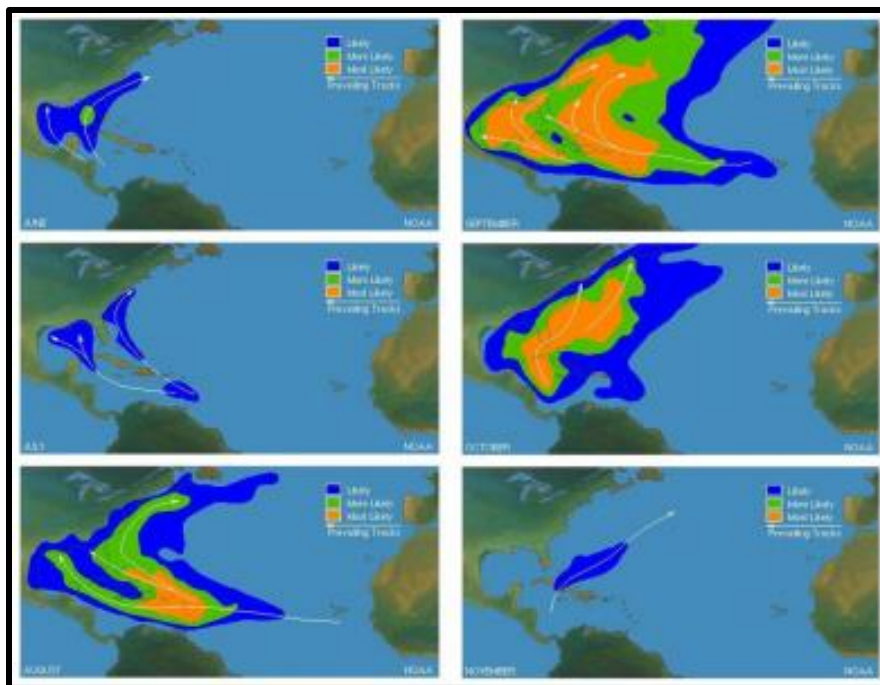 Likely
More Likely
Most Likely
Prevailing Tracks
JUNE
NOAA
Likely
More Likely
Most Likely
Prevailing Tracks
SEPTEMBER
NOAA
Likely
More Likely
Most Likely
Prevailing Tracks
JULY
NOAA
Likely
More Likely
Most Likely
Prevailing Tracks
OCTOBER
NOAA
Likely
More Likely
Most Likely
Prevailing Tracks
AUGUST
NOAA
Likely
More Likely
Most Likely
Prevailing Tracks
NOVEMBER
NOAA